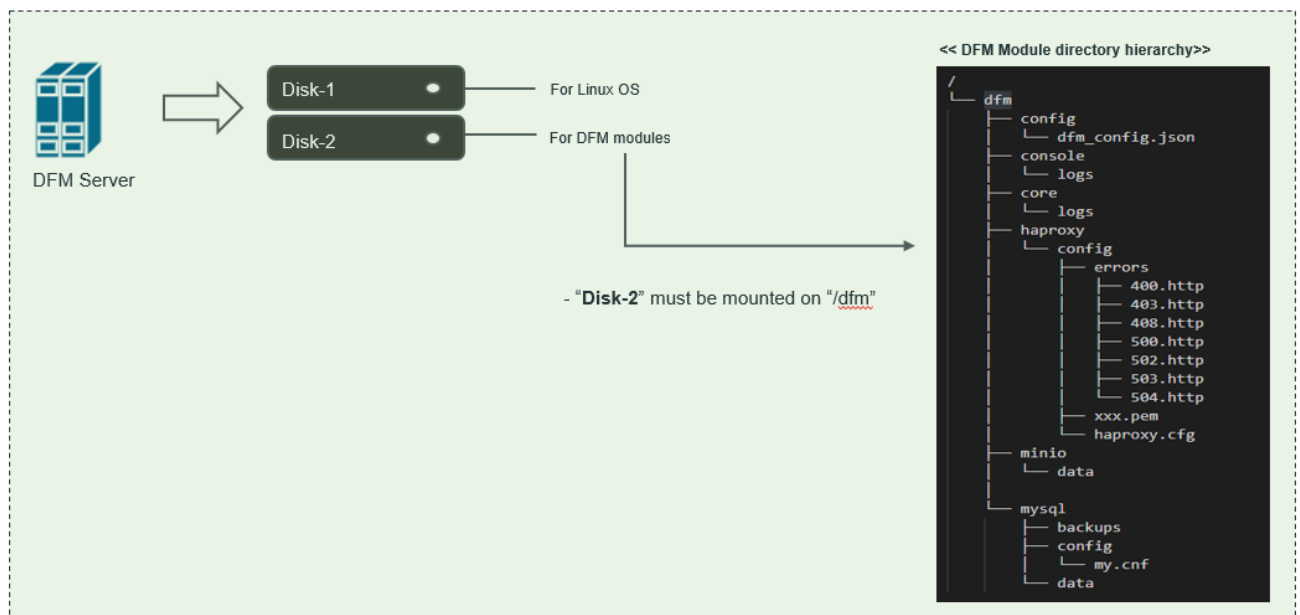 DFM Server
Disk-1
For Linux OS
Disk-2
For DFM modules
- “Disk-2” must be mounted on “/dfm”
<< DFM Module directory hierarchy>>
/
└── dfm
    ├── config
    │   └── dfm_config.json
    ├── console
    │   └── logs
    ├── core
    │   └── logs
    ├── haproxy
    │   └── config
    │       ├── errors
    │       │   ├── 400.http
    │       │   ├── 403.http
    │       │   ├── 408.http
    │       │   ├── 500.http
    │       │   ├── 502.http
    │       │   ├── 503.http
    │       │   └── 504.http
    │       ├── xxx.pem
    │       └── haproxy.cfg
    ├── minio
    │   └── data
    │
    └── mysql
        ├── backups
        ├── config
        │   └── my.cnf
        └── data